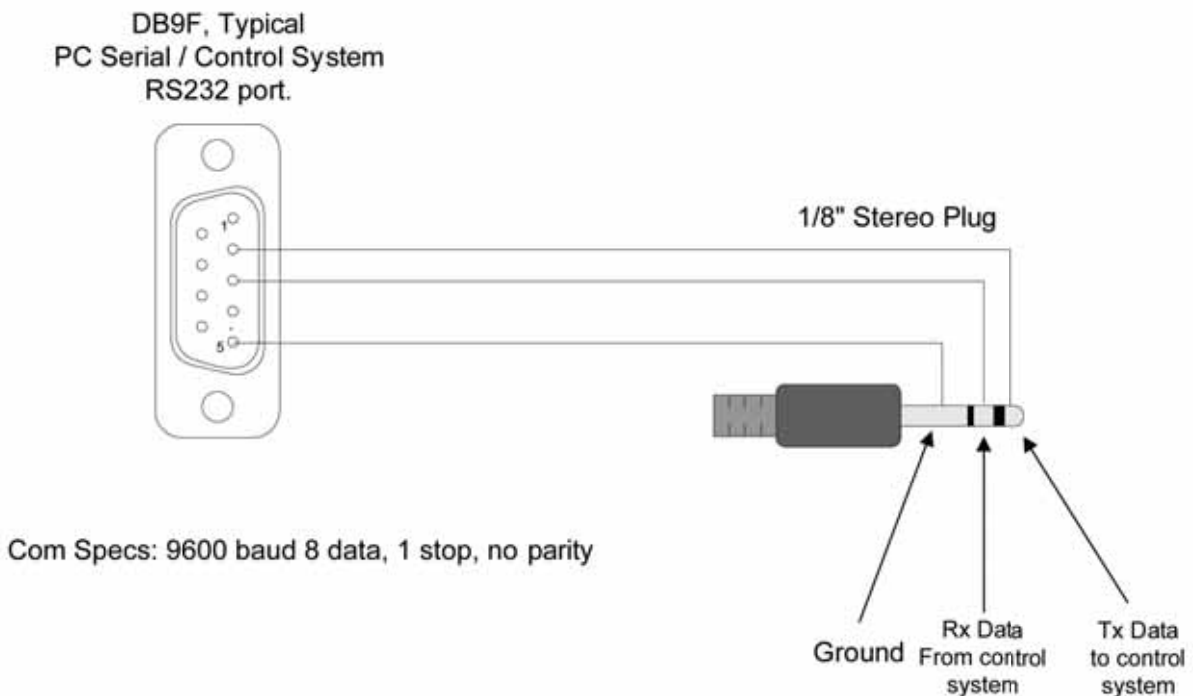 DB9F, Typical
PC Serial / Control System
RS232 port.
1
5
1/8" Stereo Plug
Com Specs: 9600 baud 8 data, 1 stop, no parity
Ground
Rx Data
From control
system
Tx Data
to control
system